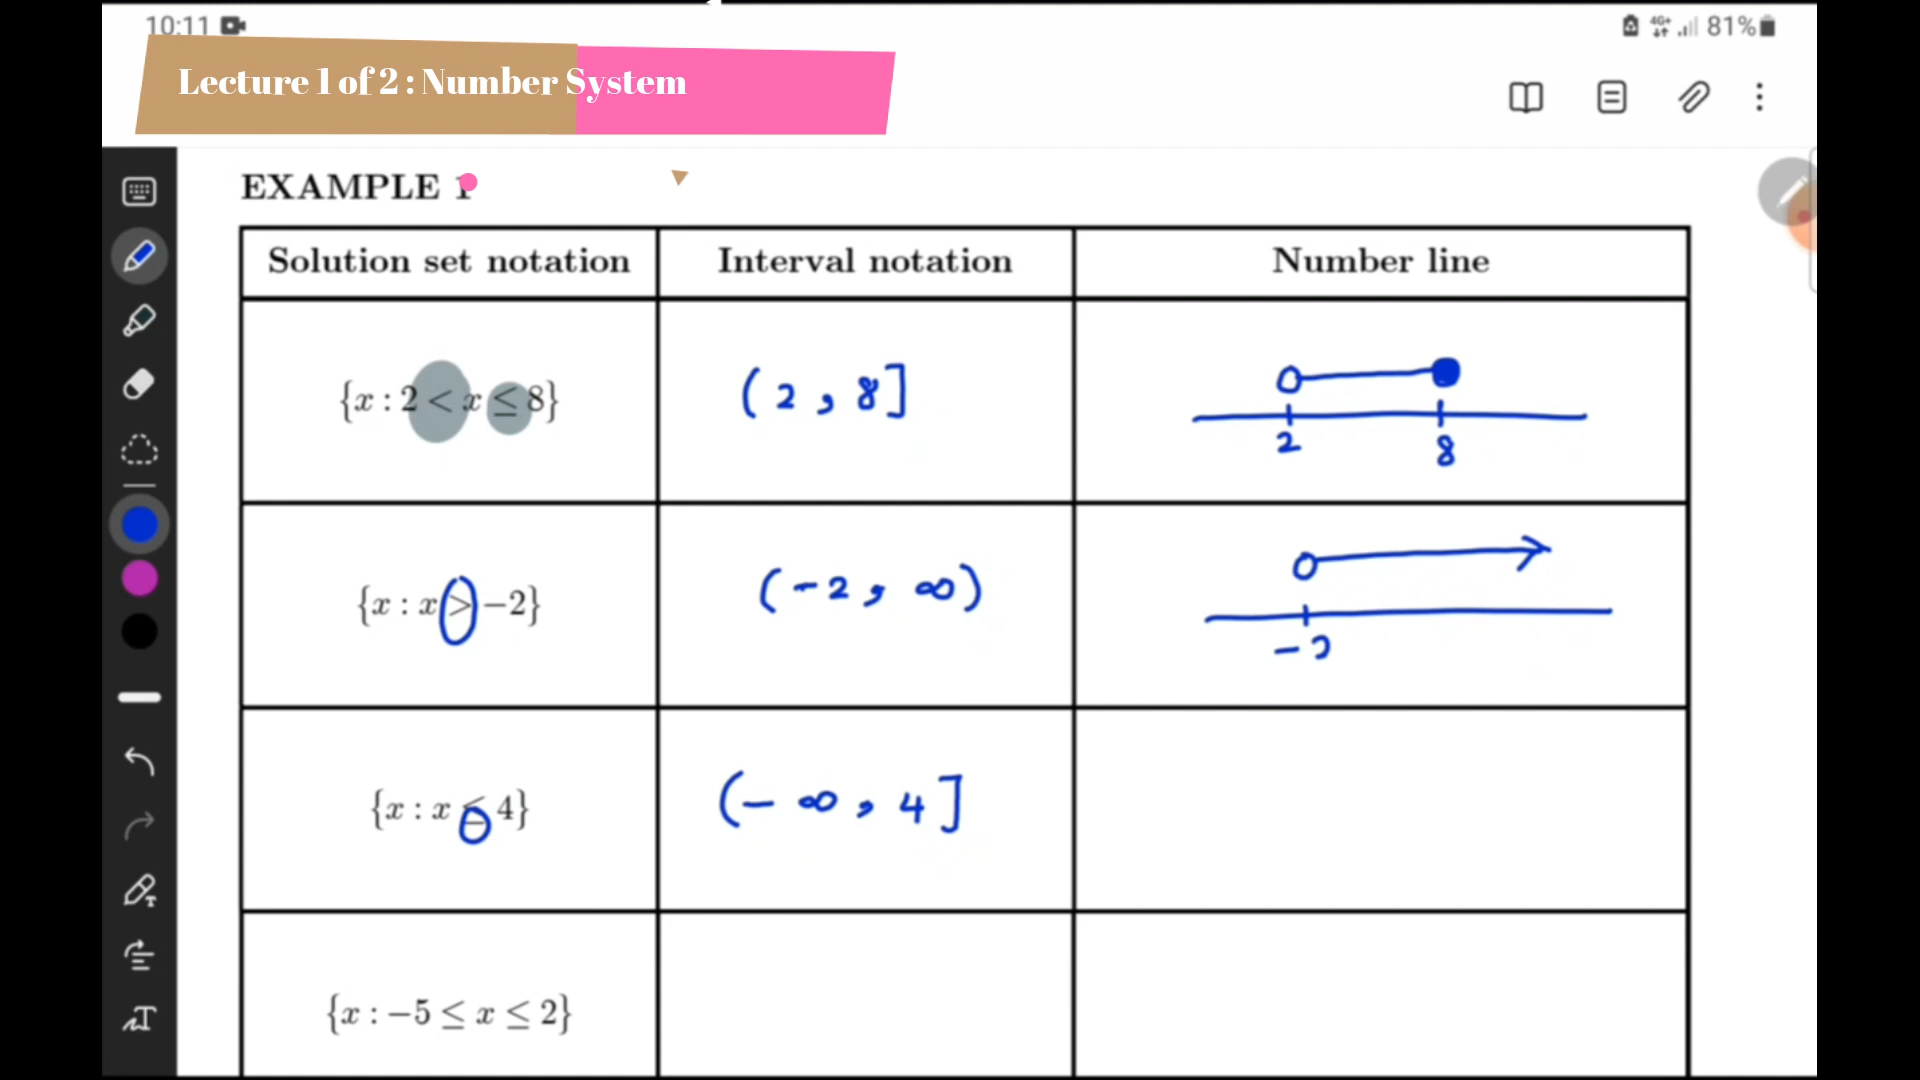 10:11
4G+ 81%
Lecture 1 of 2 : Number System
EXAMPLE 1
Solution set notation Interval notation Number line
{x : 2 < x ≤ 8} (2, 8]
2 8
{x : x > −2} (-2, ∞)
-2
{x : x ≤ 4} (-∞, 4]
{x : −5 ≤ x ≤ 2}